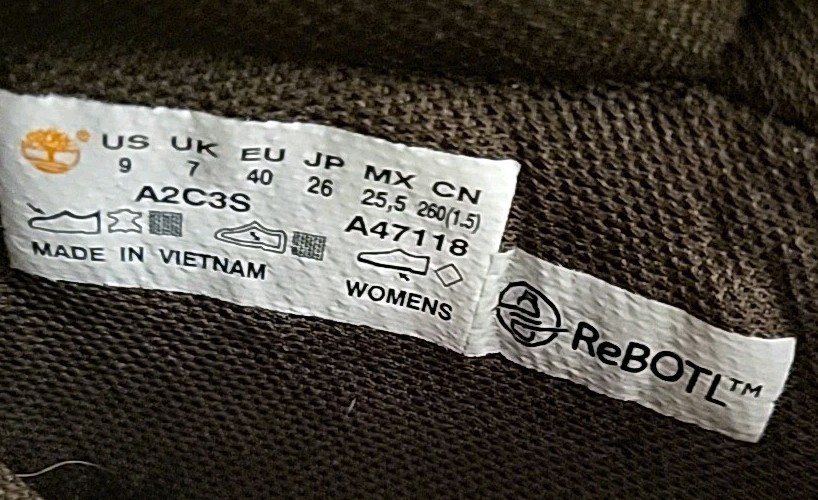 US UK EU JP MX CN
9 7 40 26 25,5 260(1.5)
A2C3S A47118
MADE IN VIETNAM WOMENS
ReBOTL™